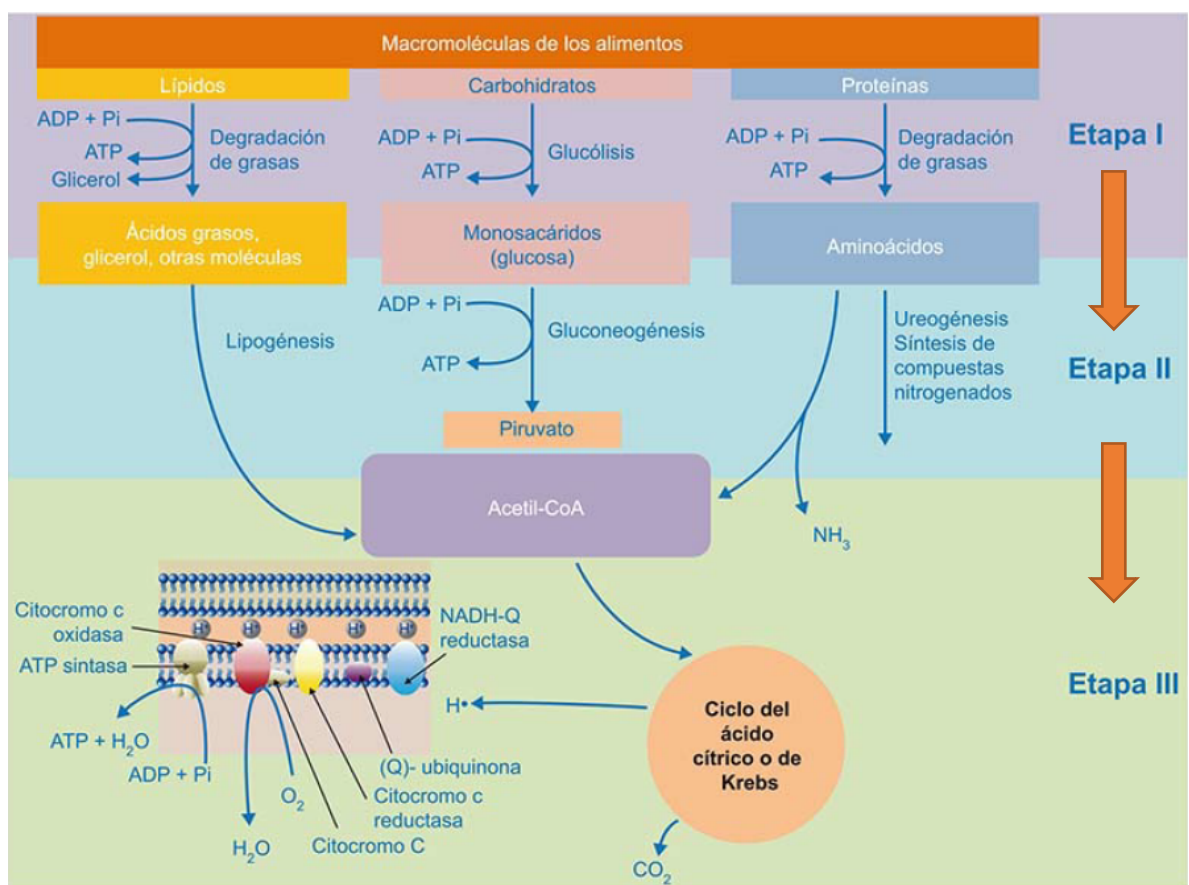 Macromoléculas de los alimentos
Lípidos
Carbohidratos
Proteínas
ADP + Pi
ATP
Glicerol
Degradación
de grasas
ADP + Pi
ATP
Glucólisis
ADP + Pi
ATP
Degradación
de grasas
Etapa I
Ácidos grasos,
glicerol, otras moléculas
Monosacáridos
(glucosa)
Aminoácidos
Lipogénesis
ADP + Pi
ATP
Gluconeogénesis
Ureogénesis
Síntesis de
compuestas
nitrogenados
Etapa II
Piruvato
Acetil-CoA
NH₃
Citocromo c
oxidasa
ATP sintasa
H⁺ H⁺ H⁺ H⁺ H⁺
NADH-Q
reductasa
ATP + H₂O
ADP + Pi
H₂O
O₂
(Q)- ubiquinona
Citocromo c
reductasa
Citocromo C
H•
Ciclo del
ácido
cítrico o de
Krebs
CO₂
Etapa III